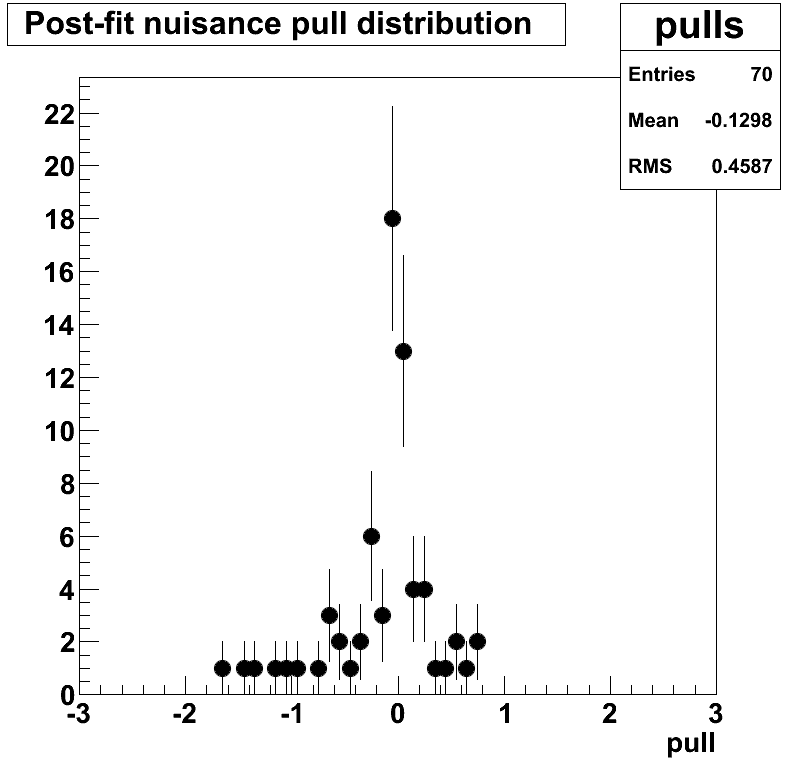 Post-fit nuisance pull distribution
pulls
Entries 70
Mean -0.1298
RMS 0.4587
22
20
18
16
14
12
10
8
6
4
2
0
-3 -2 -1 0 1 2 3
pull